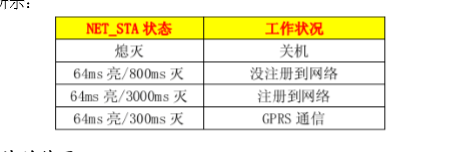 所示：
NET_STA 状态 工作状况
熄灭 关机
64ms 亮/800ms 灭 没注册到网络
64ms 亮/3000ms 灭 注册到网络
64ms 亮/300ms 灭 GPRS 通信